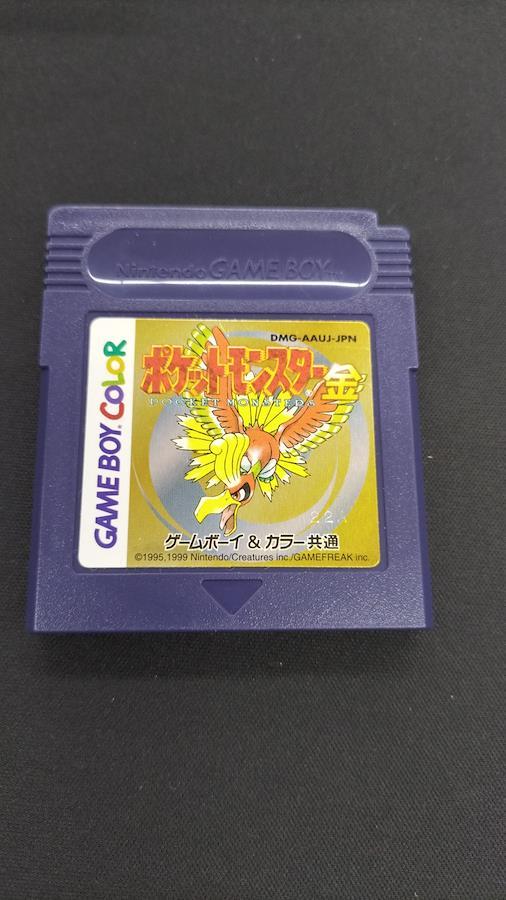 Nintendo GAME BOY™
GAME BOY COLOR
DMG-AAUJ-JPN
ポケットモンスター金
POCKET MONSTERS
22A
ゲームボーイ & カラー共通
©1995,1999 Nintendo/Creatures inc./GAMEFREAK inc.